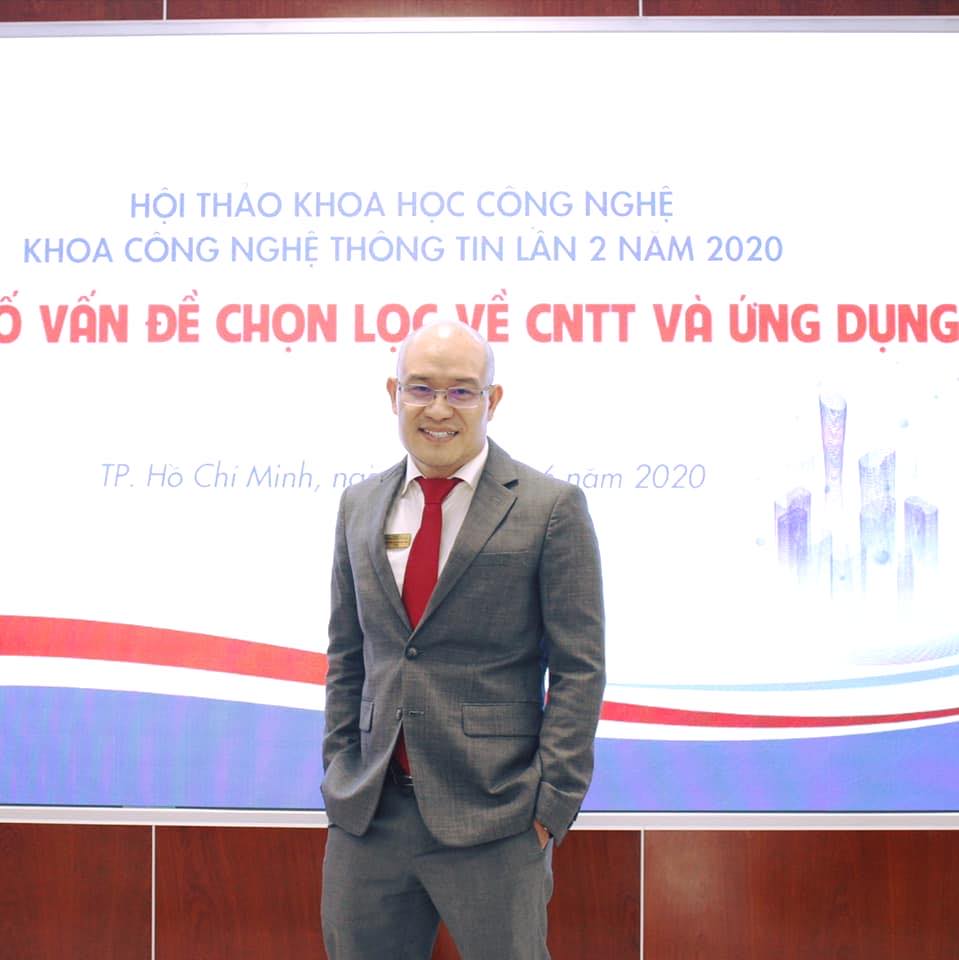 HỘI THẢO KHOA HỌC CÔNG NGHỆ
KHOA CÔNG NGHỆ THÔNG TIN LẦN 2 NĂM 2020
Ố VẤN ĐỀ CHỌN LỌC VỀ CNTT VÀ ỨNG DỤNG
TP. Hồ Chí Minh, năm 2020